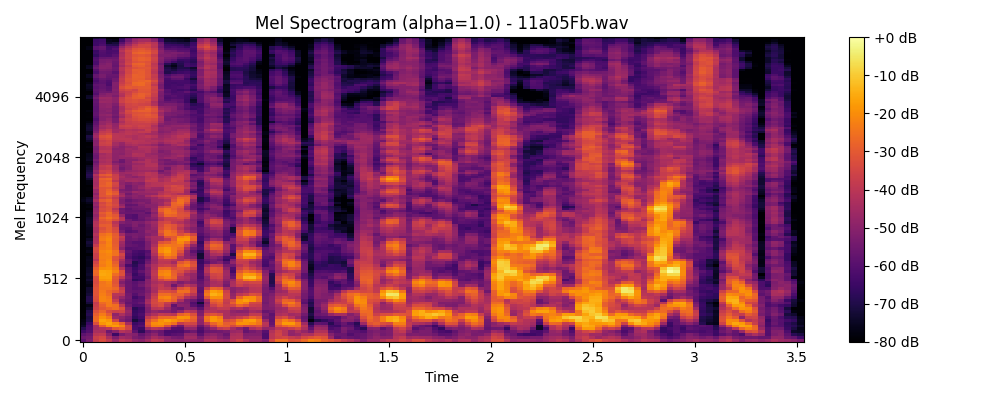 Mel Spectrogram (alpha=1.0) - 11a05Fb.wav
+0 dB
-10 dB
-20 dB
-30 dB
-40 dB
-50 dB
-60 dB
-70 dB
-80 dB
Mel Frequency
4096
2048
1024
512
0
0 0.5 1 1.5 2 2.5 3 3.5
Time